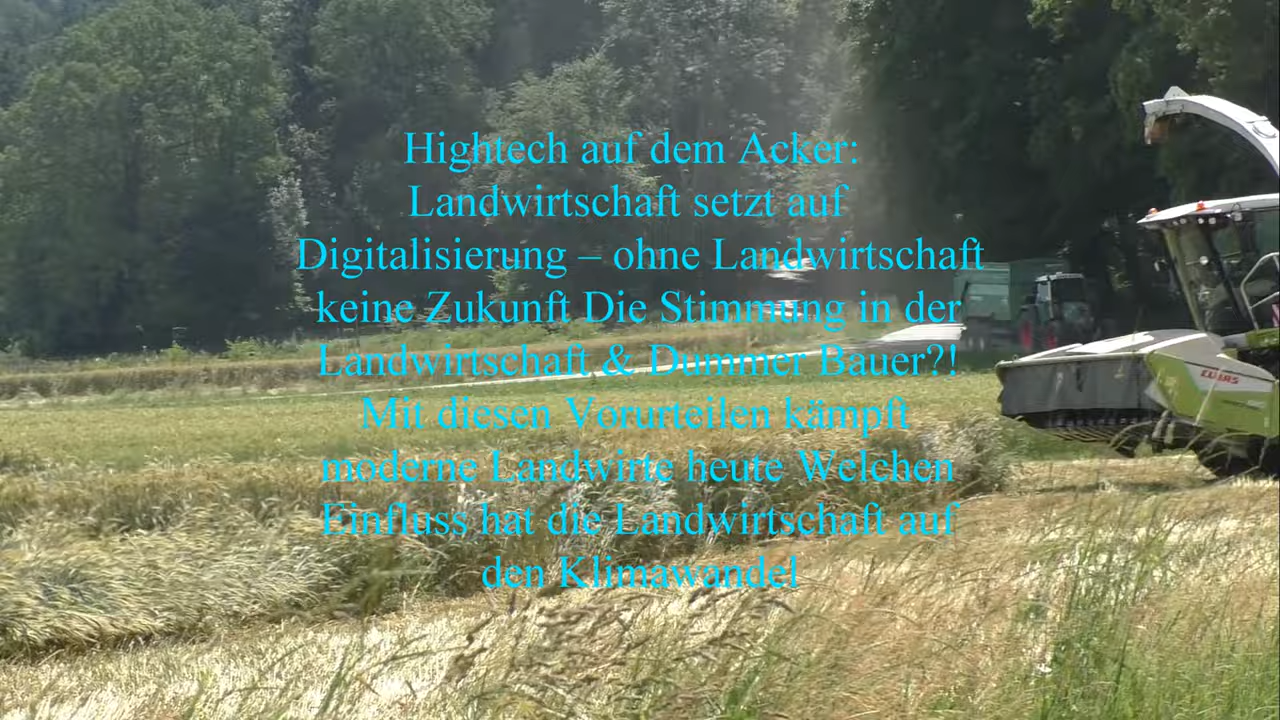 Hightech auf dem Acker:
Landwirtschaft setzt auf
Digitalisierung – ohne Landwirtschaft
keine Zukunft Die Stimmung in der
Landwirtschaft & Dummer Bauer?!
Mit diesen Vorurteilen kämpft
moderne Landwirte heute Welchen
Einfluss hat die Landwirtschaft auf
den Klimawandel
CLAAS